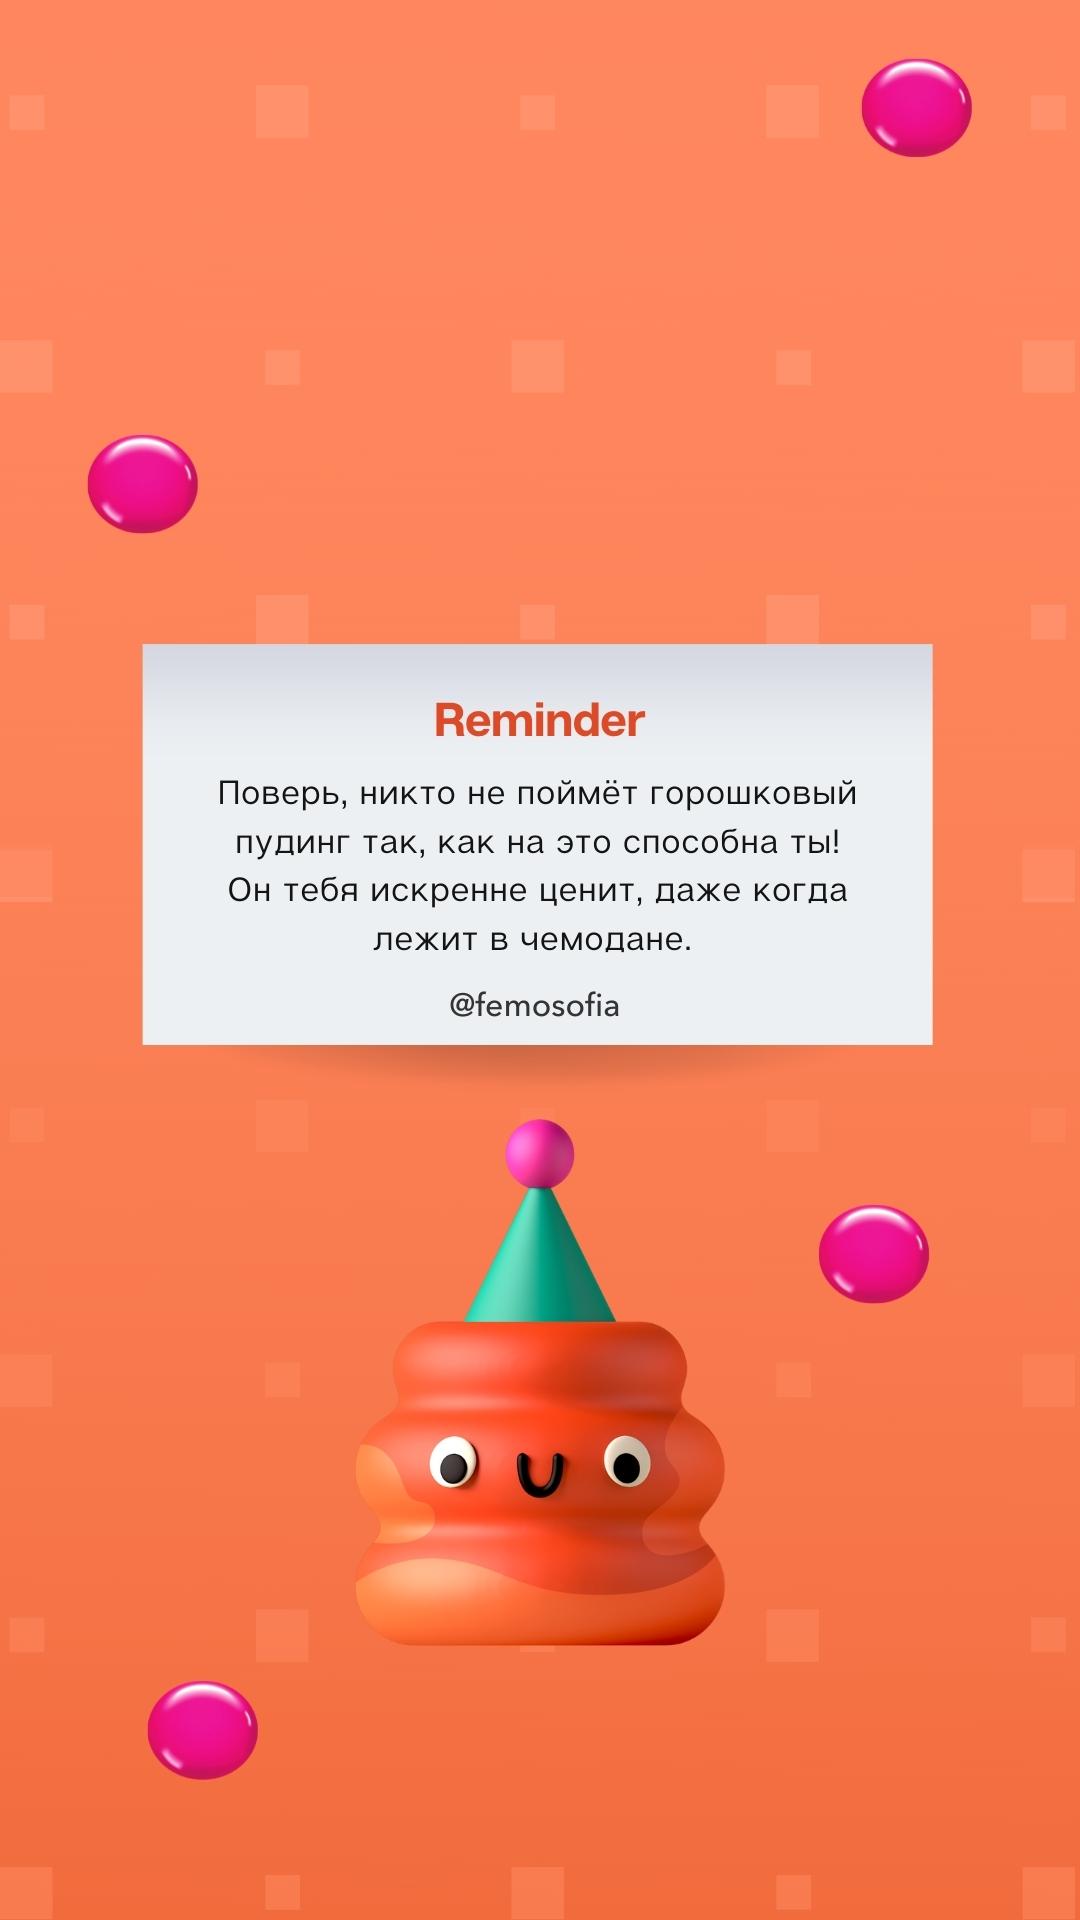 Reminder
Поверь, никто не поймёт горошковый
пудинг так, как на это способна ты!
Он тебя искренне ценит, даже когда
лежит в чемодане.
@femosofia